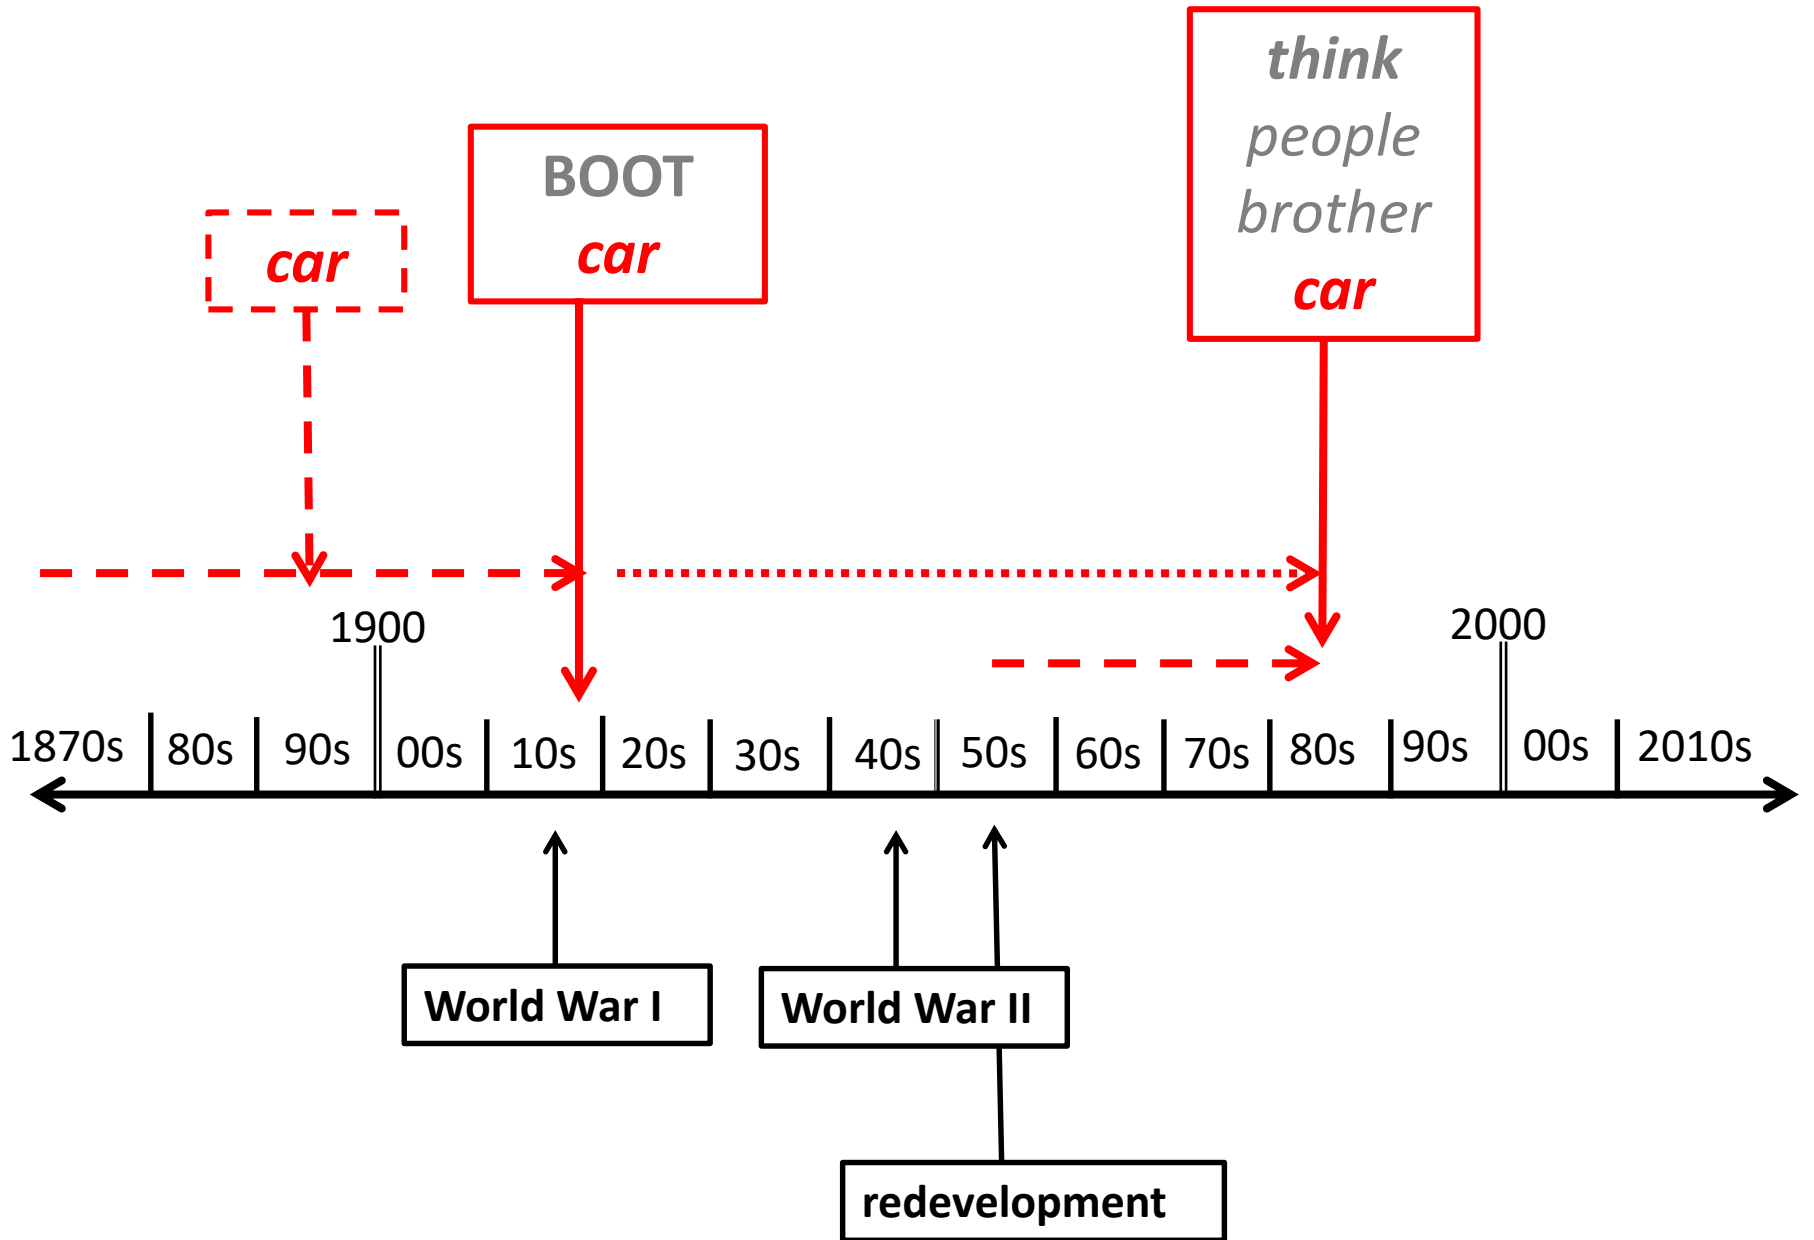 think
people
brother
car
BOOT
car
car
1900
2000
1870s 80s 90s 00s 10s 20s 30s 40s 50s 60s 70s 80s 90s 00s 2010s
World War I
World War II
redevelopment